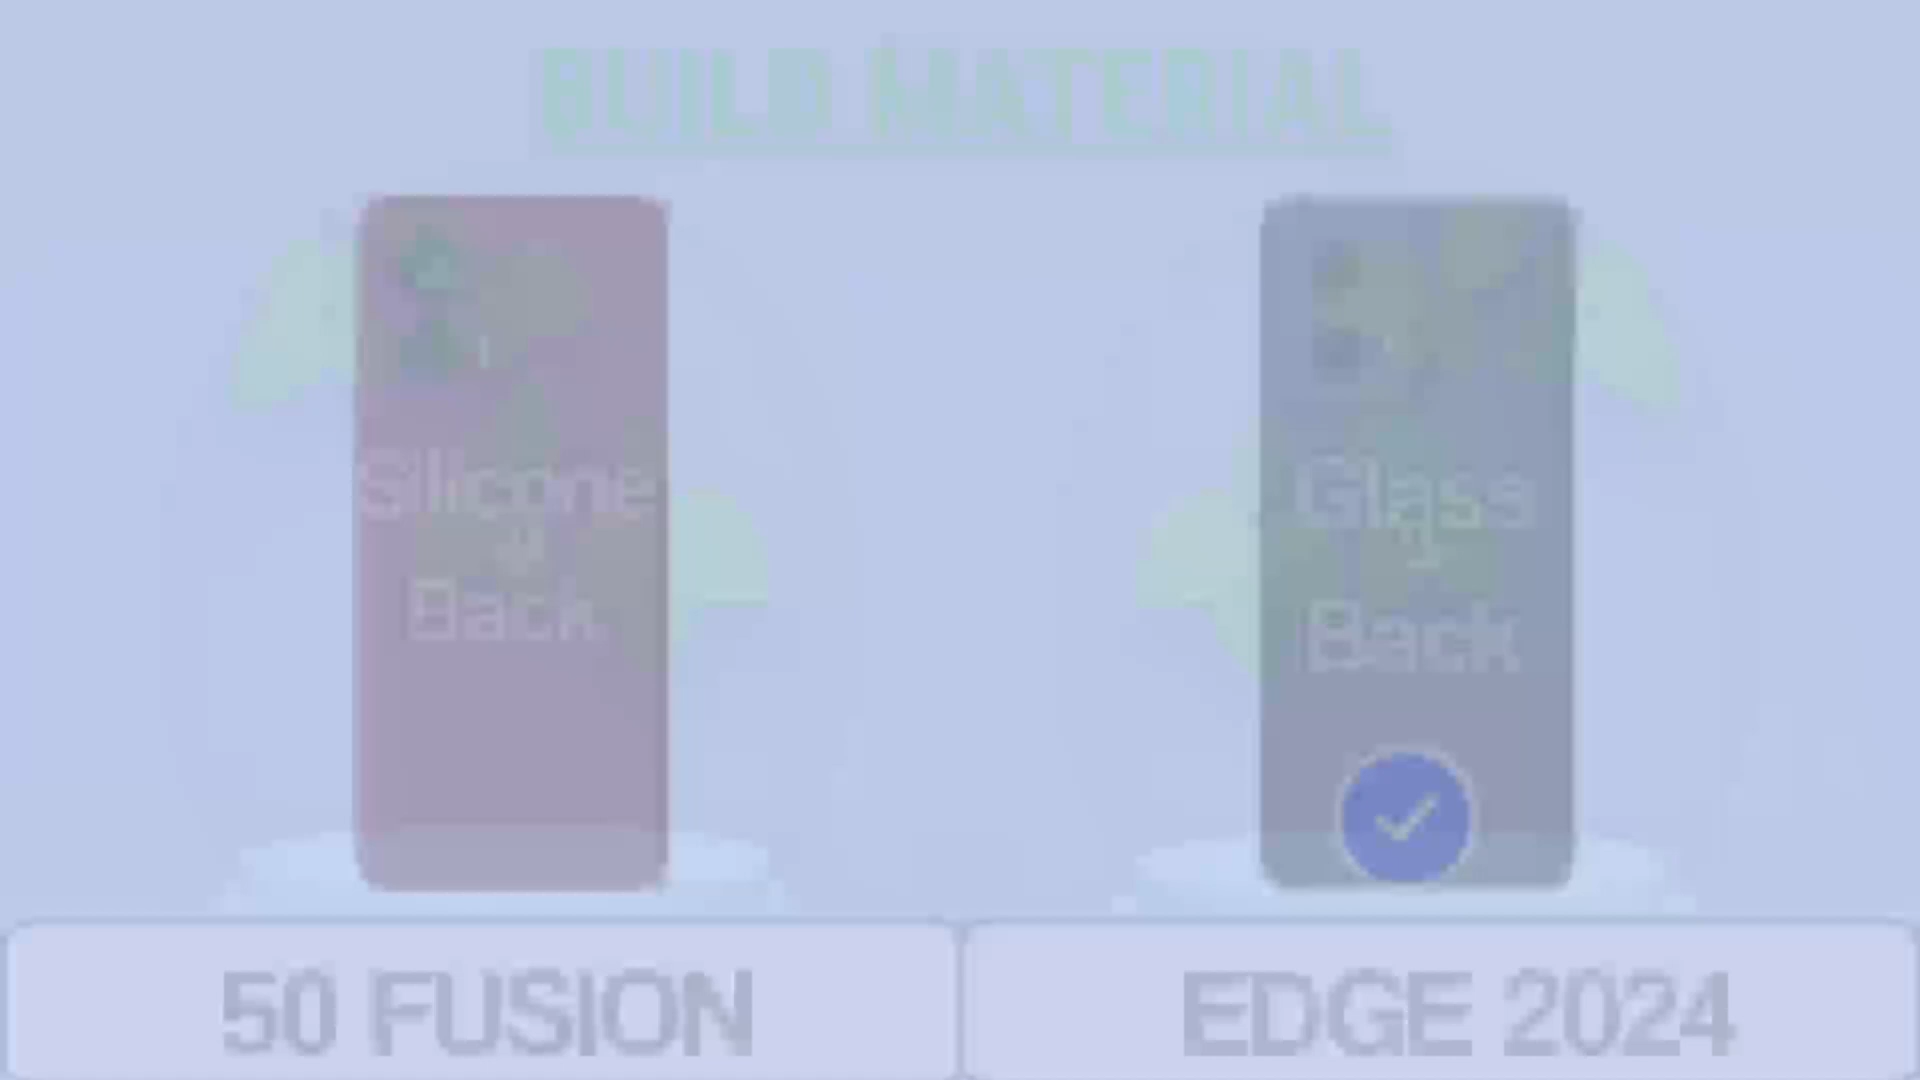 BUILD MATERIAL
Silicone
Back
Glass
Back
50 FUSION
EDGE 2024